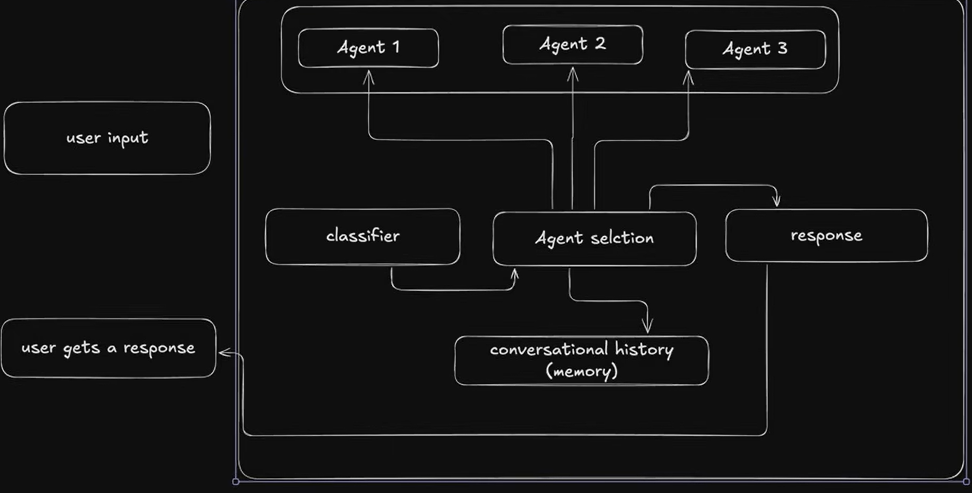 Agent 1
Agent 2
Agent 3
user input
classifier
Agent selction
response
user gets a response
conversational history
(memory)